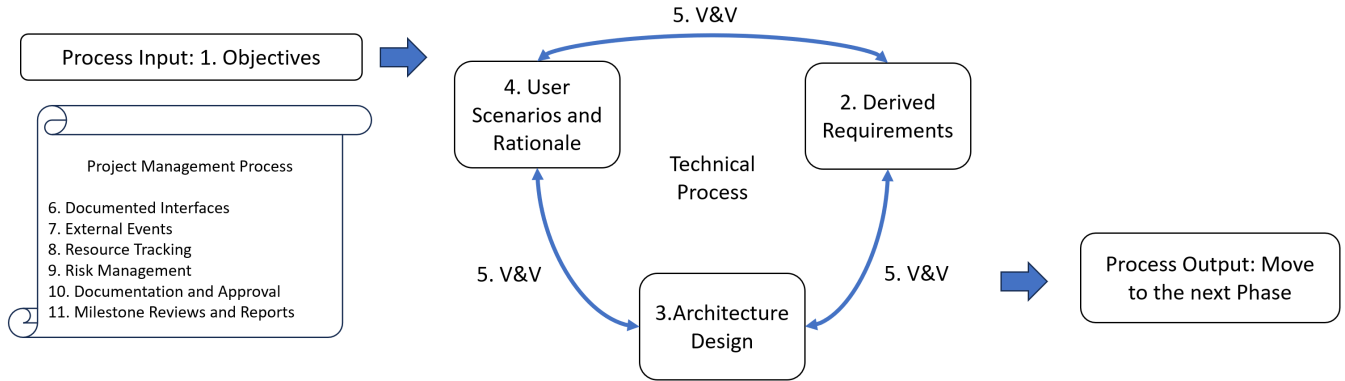 5. V&V
Process Input: 1. Objectives
4. User
Scenarios and
Rationale
2. Derived
Requirements
Technical
Process
Project Management Process
6. Documented Interfaces
7. External Events
8. Resource Tracking
9. Risk Management
10. Documentation and Approval
11. Milestone Reviews and Reports
5. V&V
5. V&V
3.Architecture
Design
Process Output: Move
to the next Phase